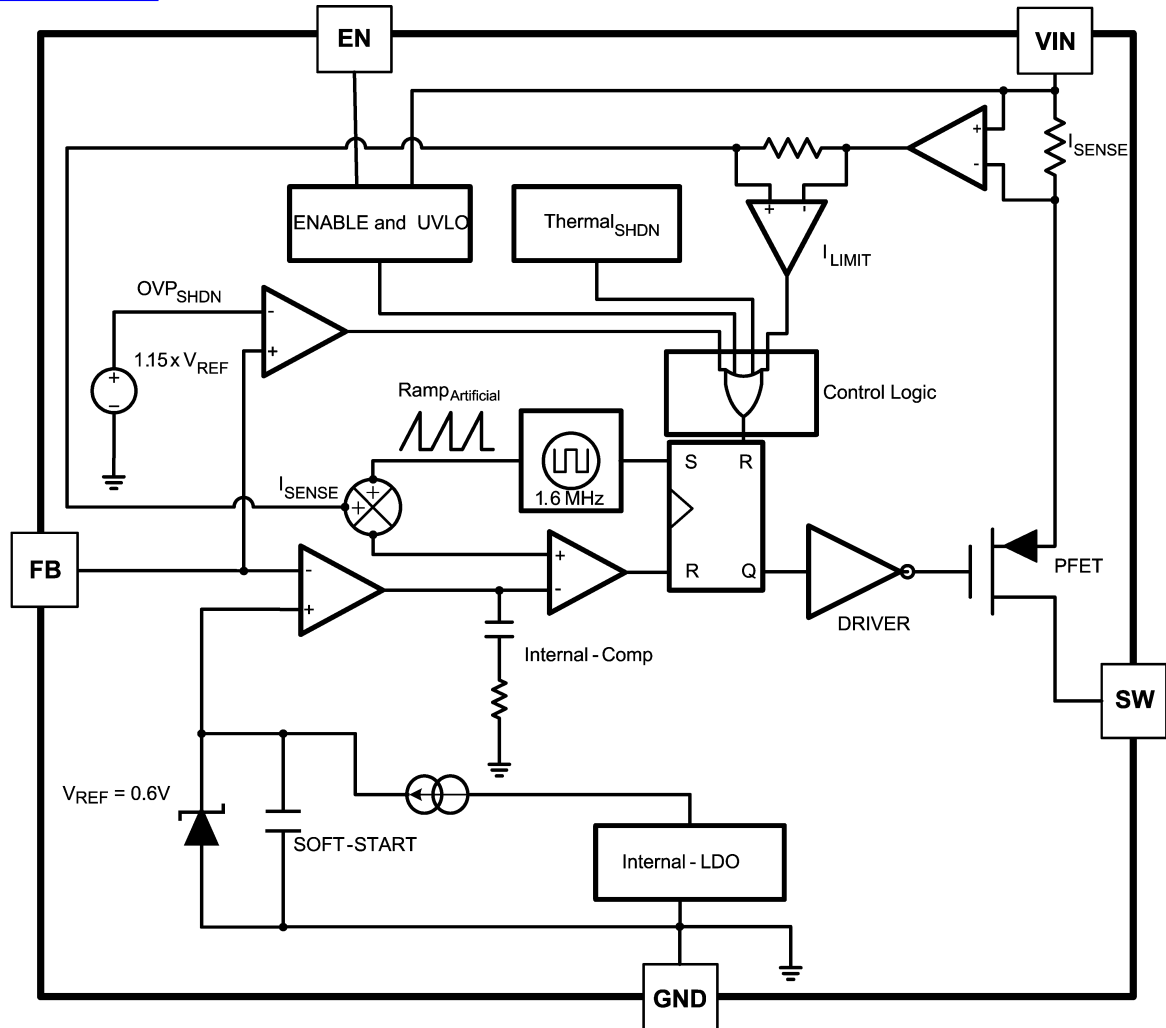 EN
VIN
+
-
I SENSE
ENABLE and UVLO
Thermal SHDN
+ -
I LIMIT
OVP SHDN
-
+
1.15 x V REF
+
–
Ramp Artificial
Control Logic
S R
1.6 MHz
I SENSE
+
+
FB
-
+
+
-
R Q
PFET
DRIVER
Internal - Comp
SW
V REF = 0.6V
SOFT-START
Internal - LDO
GND